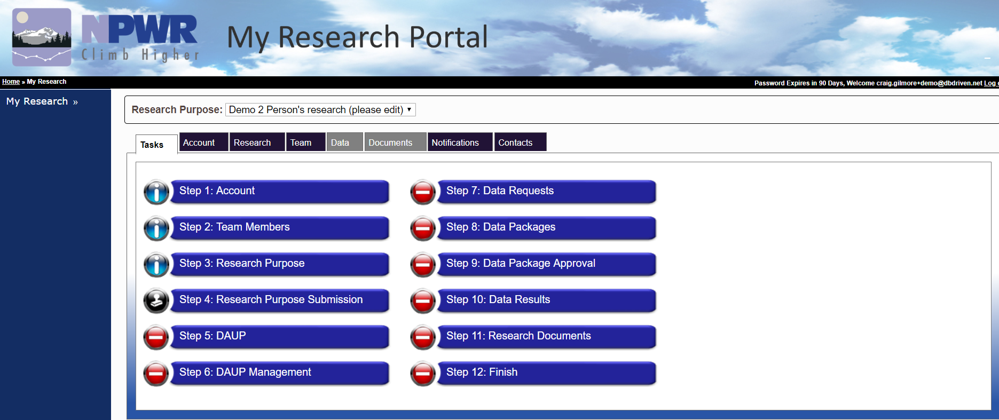 NPWR
Climb Higher
My Research Portal
Home » My Research
Password Expires in 90 Days, Welcome craig.gilmore+demo@dbdriven.net Log
My Research »
Research Purpose: Demo 2 Person's research (please edit)
Tasks Account Research Team Data Documents Notifications Contacts
Step 1: Account
Step 2: Team Members
Step 3: Research Purpose
Step 4: Research Purpose Submission
Step 5: DAUP
Step 6: DAUP Management
Step 7: Data Requests
Step 8: Data Packages
Step 9: Data Package Approval
Step 10: Data Results
Step 11: Research Documents
Step 12: Finish